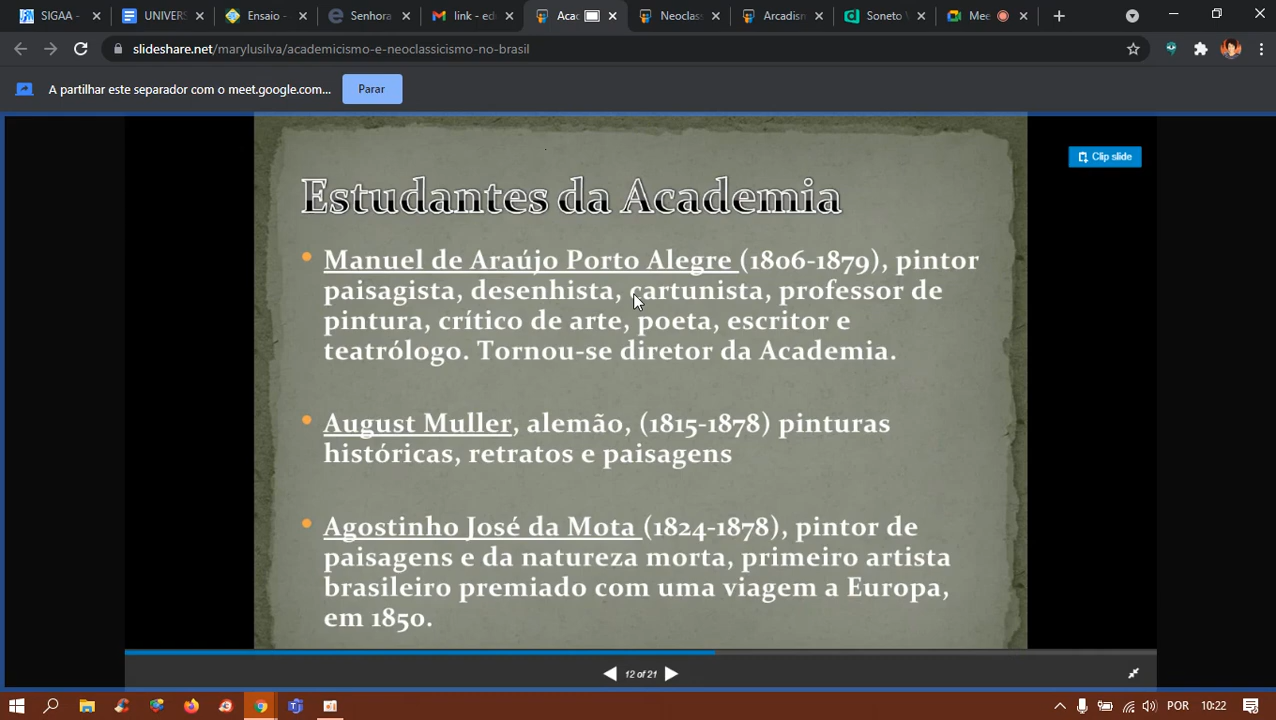 SIGAA -
UNIVERS
Ensaio -
Senhora
link - edi
Aca
Neoclass
Arcadism
Soneto V
Mee
slideshare.net/marylusilva/academicismo-e-neoclassicismo-no-brasil
A partilhar este separador com o meet.google.com...
Parar
Clip slide
Estudantes da Academia
• Manuel de Araújo Porto Alegre (1806-1879), pintor
paisagista, desenhista, cartunista, professor de
pintura, crítico de arte, poeta, escritor e
teatrólogo. Tornou-se diretor da Academia.
• August Muller, alemão, (1815-1878) pinturas
históricas, retratos e paisagens
• Agostinho José da Mota (1824-1878), pintor de
paisagens e da natureza morta, primeiro artista
brasileiro premiado com uma viagem a Europa,
em 1850.
12 of 21
POR
10:22